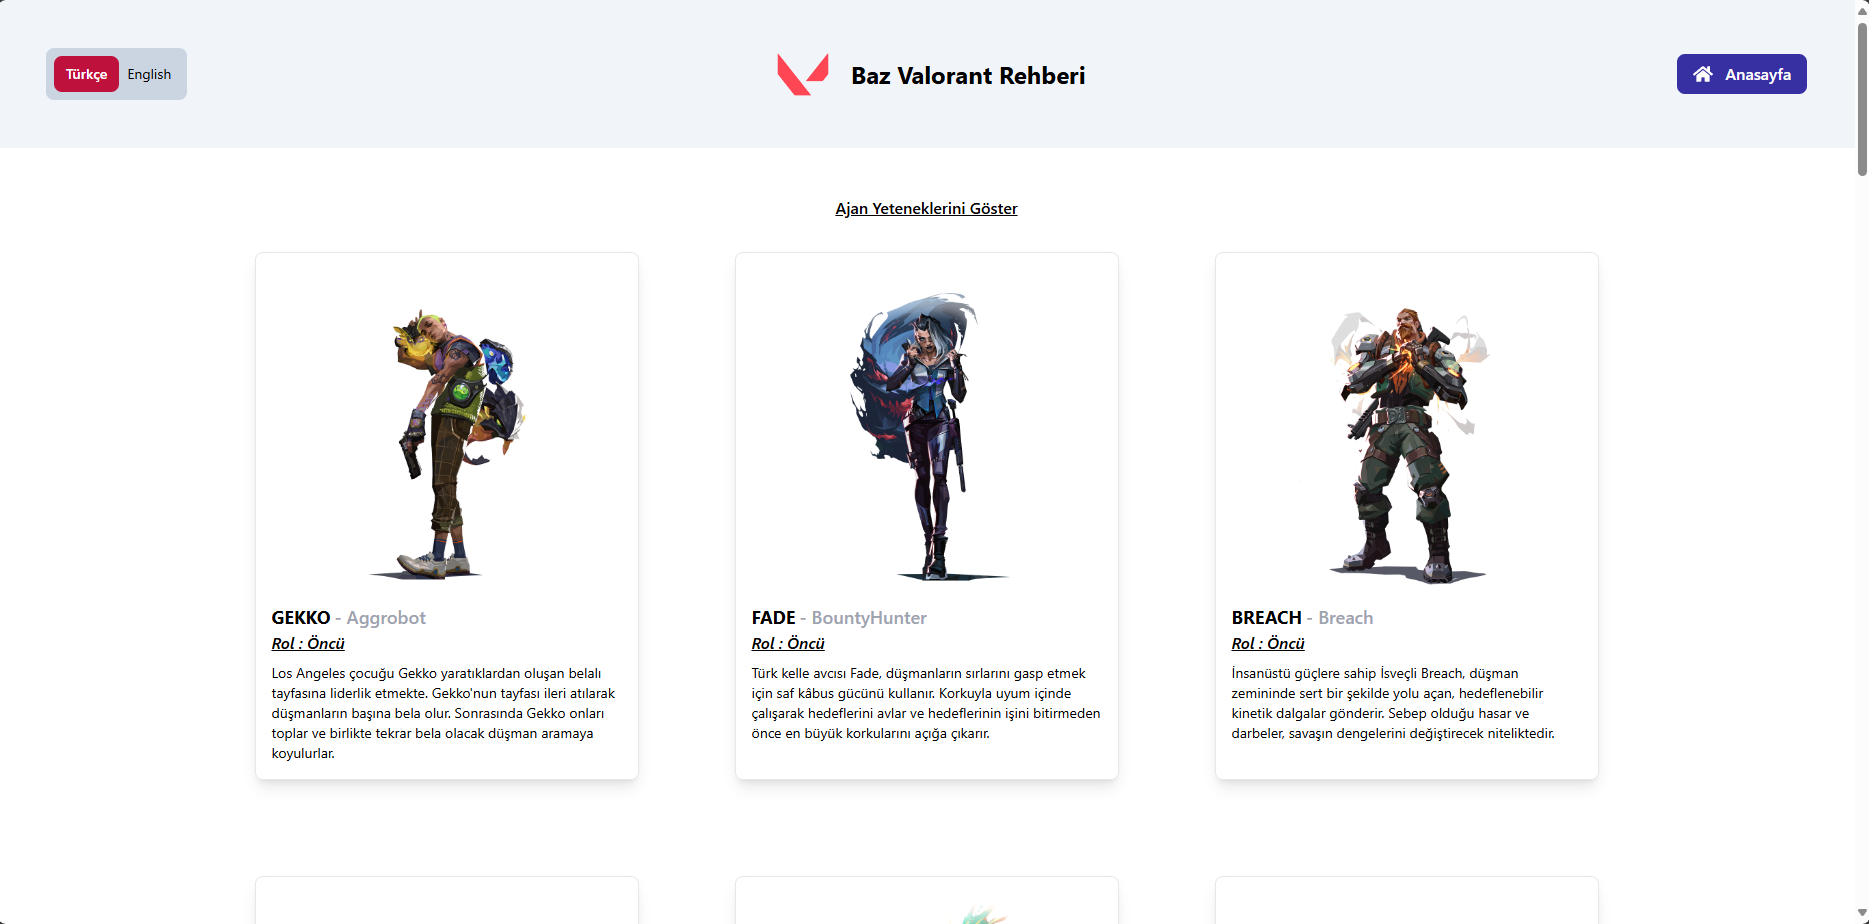 Türkçe English
Baz Valorant Rehberi
Anasayfa
Ajan Yeteneklerini Göster
GEKKO - Aggrobot
Rol : Öncü
Los Angeles çocuğu Gekko yaratıklardan oluşan belalı
tayfasına liderlik etmekte. Gekko'nun tayfası ileri atılarak
düşmanların başına bela olur. Sonrasında Gekko onları
toplar ve birlikte tekrar bela olacak düşman aramaya
koyulurlar.
FADE - BountyHunter
Rol : Öncü
Türk kelle avcısı Fade, düşmanların sırlarını gasp etmek
için saf kâbus gücünü kullanır. Korkuyla uyum içinde
çalışarak hedeflerini avlar ve hedeflerinin işini bitirmeden
önce en büyük korkularını açığa çıkarır.
BREACH - Breach
Rol : Öncü
İnsanüstü güçlere sahip İsveçli Breach, düşman
zemininde sert bir şekilde yolu açan, hedeflenebilir
kinetik dalgalar gönderir. Sebep olduğu hasar ve
darbeler, savaşın dengelerini değiştirecek niteliktedir.